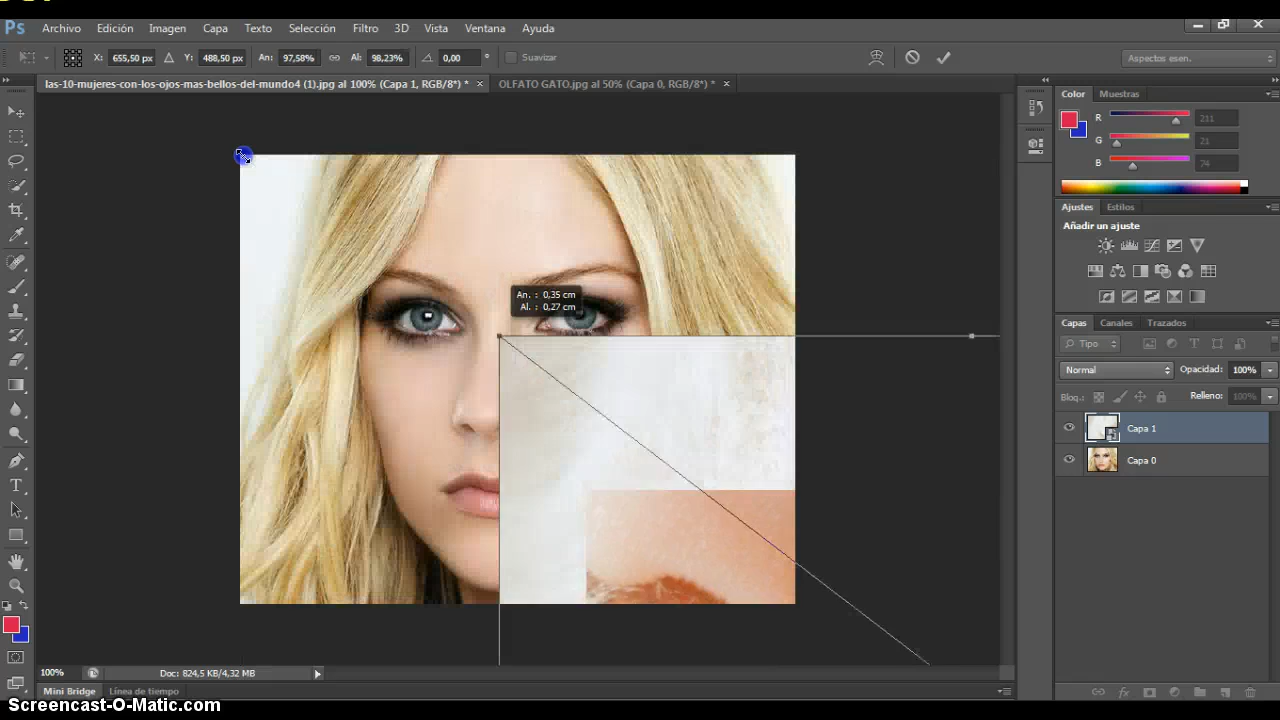 Ps Archivo Edición Imagen Capa Texto Selección Filtro 3D Vista Ventana Ayuda
X: 655,50 px Y: 488,50 px An: 97,58% Al: 98,23% 0,00 ° Suavizar Aspectos esen.
las-10-mujeres-con-los-ojos-mas-bellos-del-mundo4 (1).jpg al 100% (Capa 1, RGB/8*) * × OLFATO GATO.jpg al 50% (Capa 0, RGB/8*) * ×
Color Muestras
R 211
G 21
B 74
Ajustes Estilos
Añadir un ajuste
An. : 0,35 cm
Al. : 0,27 cm
Capas Canales Trazados
Tipo
Normal Opacidad: 100%
Bloq.: Relleno: 100%
Capa 1
Capa 0
T
fx
100% Doc: 824,5 KB/4,32 MB
Mini Bridge Línea de tiempo
Screencast-O-Matic.com